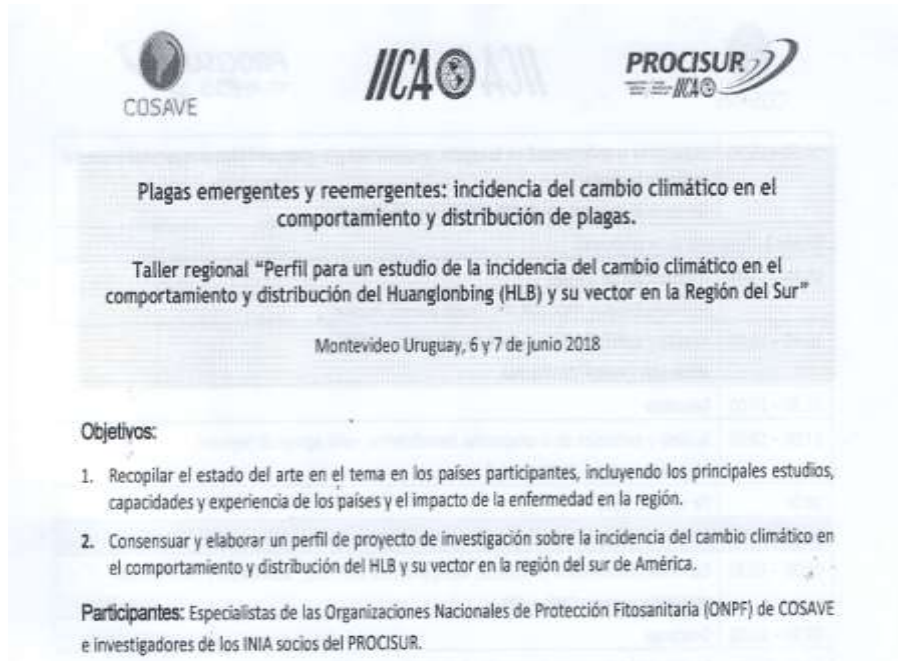 COSAVE
IICA
PROCISUR
IICA
Plagas emergentes y reemergentes: incidencia del cambio climático en el
comportamiento y distribución de plagas.
Taller regional "Perfil para un estudio de la incidencia del cambio climático en el
comportamiento y distribución del Huanglonbing (HLB) y su vector en la Región del Sur"
Montevideo Uruguay, 6 y 7 de junio 2018
Objetivos:
1. Recopilar el estado del arte en el tema en los países participantes, incluyendo los principales estudios,
capacidades y experiencia de los países y el impacto de la enfermedad en la región.
2. Consensuar y elaborar un perfil de proyecto de investigación sobre la incidencia del cambio climático en
el comportamiento y distribución del HLB y su vector en la región del sur de América.
Participantes: Especialistas de las Organizaciones Nacionales de Protección Fitosanitaria (ONPF) de COSAVE
e investigadores de los INIA socios del PROCISUR.